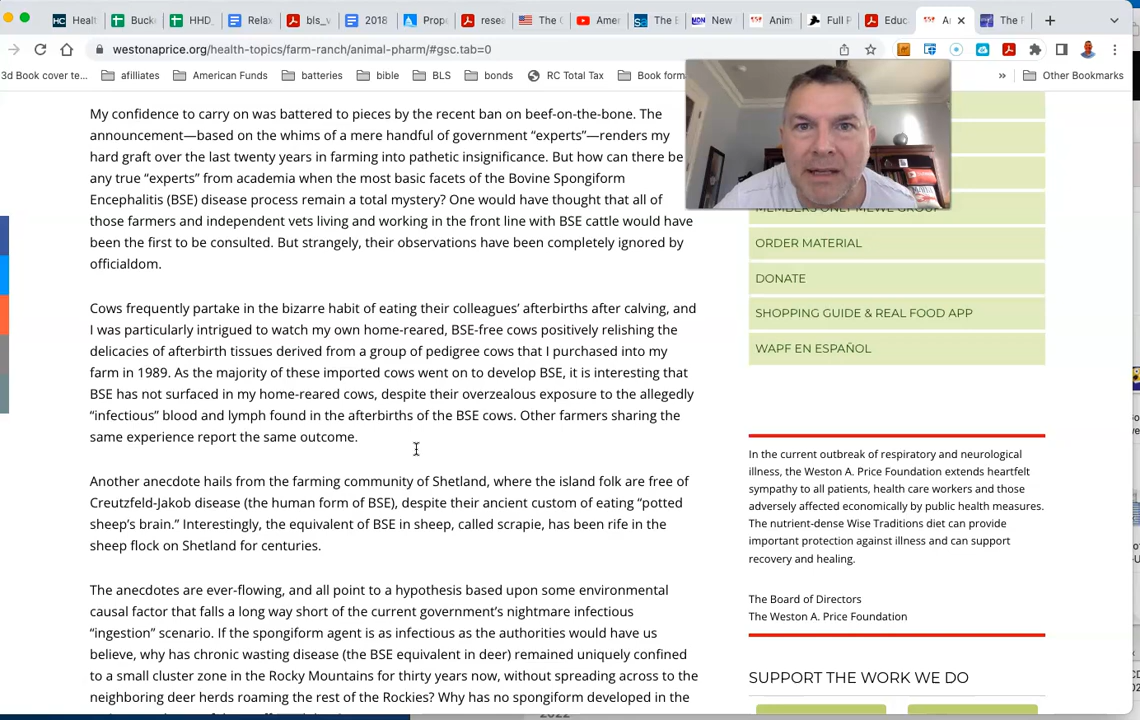 Healt
Bucke
HHD_
Relax
bls_v
2018
Propo
resea
The C
Amer
The B
New
Anim
Full P
Educ
An
The F
westonaprice.org/health-topics/farm-ranch/animal-pharm/#gsc.tab=0
3d Book cover te... afilliates American Funds batteries bible BLS bonds RC Total Tax Book form » Other Bookmarks
My confidence to carry on was battered to pieces by the recent ban on beef-on-the-bone. The
announcement—based on the whims of a mere handful of government “experts”—renders my
hard graft over the last twenty years in farming into pathetic insignificance. But how can there be
any true “experts” from academia when the most basic facets of the Bovine Spongiform
Encephalitis (BSE) disease process remain a total mystery? One would have thought that all of
those farmers and independent vets living and working in the front line with BSE cattle would have
been the first to be consulted. But strangely, their observations have been completely ignored by
officialdom.
Cows frequently partake in the bizarre habit of eating their colleagues’ afterbirths after calving, and
I was particularly intrigued to watch my own home-reared, BSE-free cows positively relishing the
delicacies of afterbirth tissues derived from a group of pedigree cows that I purchased into my
farm in 1989. As the majority of these imported cows went on to develop BSE, it is interesting that
BSE has not surfaced in my home-reared cows, despite their overzealous exposure to the allegedly
“infectious” blood and lymph found in the afterbirths of the BSE cows. Other farmers sharing the
same experience report the same outcome.
Another anecdote hails from the farming community of Shetland, where the island folk are free of
Creutzfeld-Jakob disease (the human form of BSE), despite their ancient custom of eating “potted
sheep’s brain.” Interestingly, the equivalent of BSE in sheep, called scrapie, has been rife in the
sheep flock on Shetland for centuries.
The anecdotes are ever-flowing, and all point to a hypothesis based upon some environmental
causal factor that falls a long way short of the current government’s nightmare infectious
“ingestion” scenario. If the spongiform agent is as infectious as the authorities would have us
believe, why has chronic wasting disease (the BSE equivalent in deer) remained uniquely confined
to a small cluster zone in the Rocky Mountains for thirty years now, without spreading across to the
neighboring deer herds roaming the rest of the Rockies? Why has no spongiform developed in the
MEMBERS ONLY MEWE GROUP
ORDER MATERIAL
DONATE
SHOPPING GUIDE & REAL FOOD APP
WAPF EN ESPAÑOL
In the current outbreak of respiratory and neurological
illness, the Weston A. Price Foundation extends heartfelt
sympathy to all patients, health care workers and those
adversely affected economically by public health measures.
The nutrient-dense Wise Traditions diet can provide
important protection against illness and can support
recovery and healing.
The Board of Directors
The Weston A. Price Foundation
SUPPORT THE WORK WE DO
2022